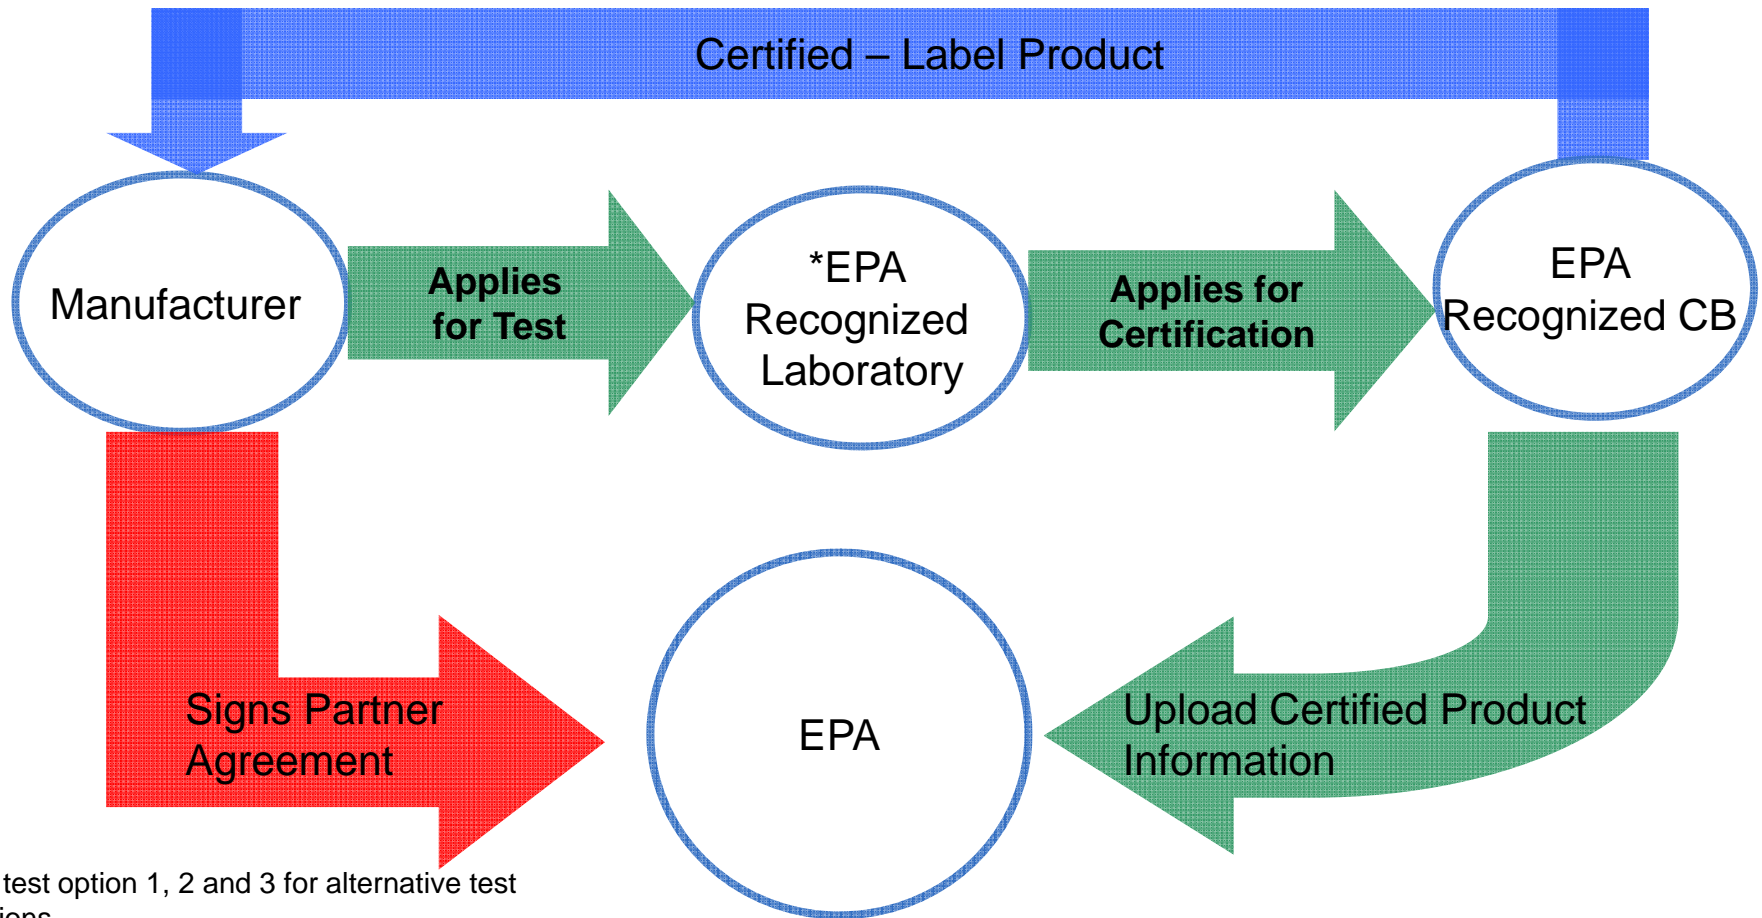 Certified – Label Product
Manufacturer
Applies
for Test
*EPA
Recognized
Laboratory
Applies for
Certification
EPA
Recognized CB
Signs Partner
Agreement
EPA
Upload Certified Product
Information
test option 1, 2 and 3 for alternative test